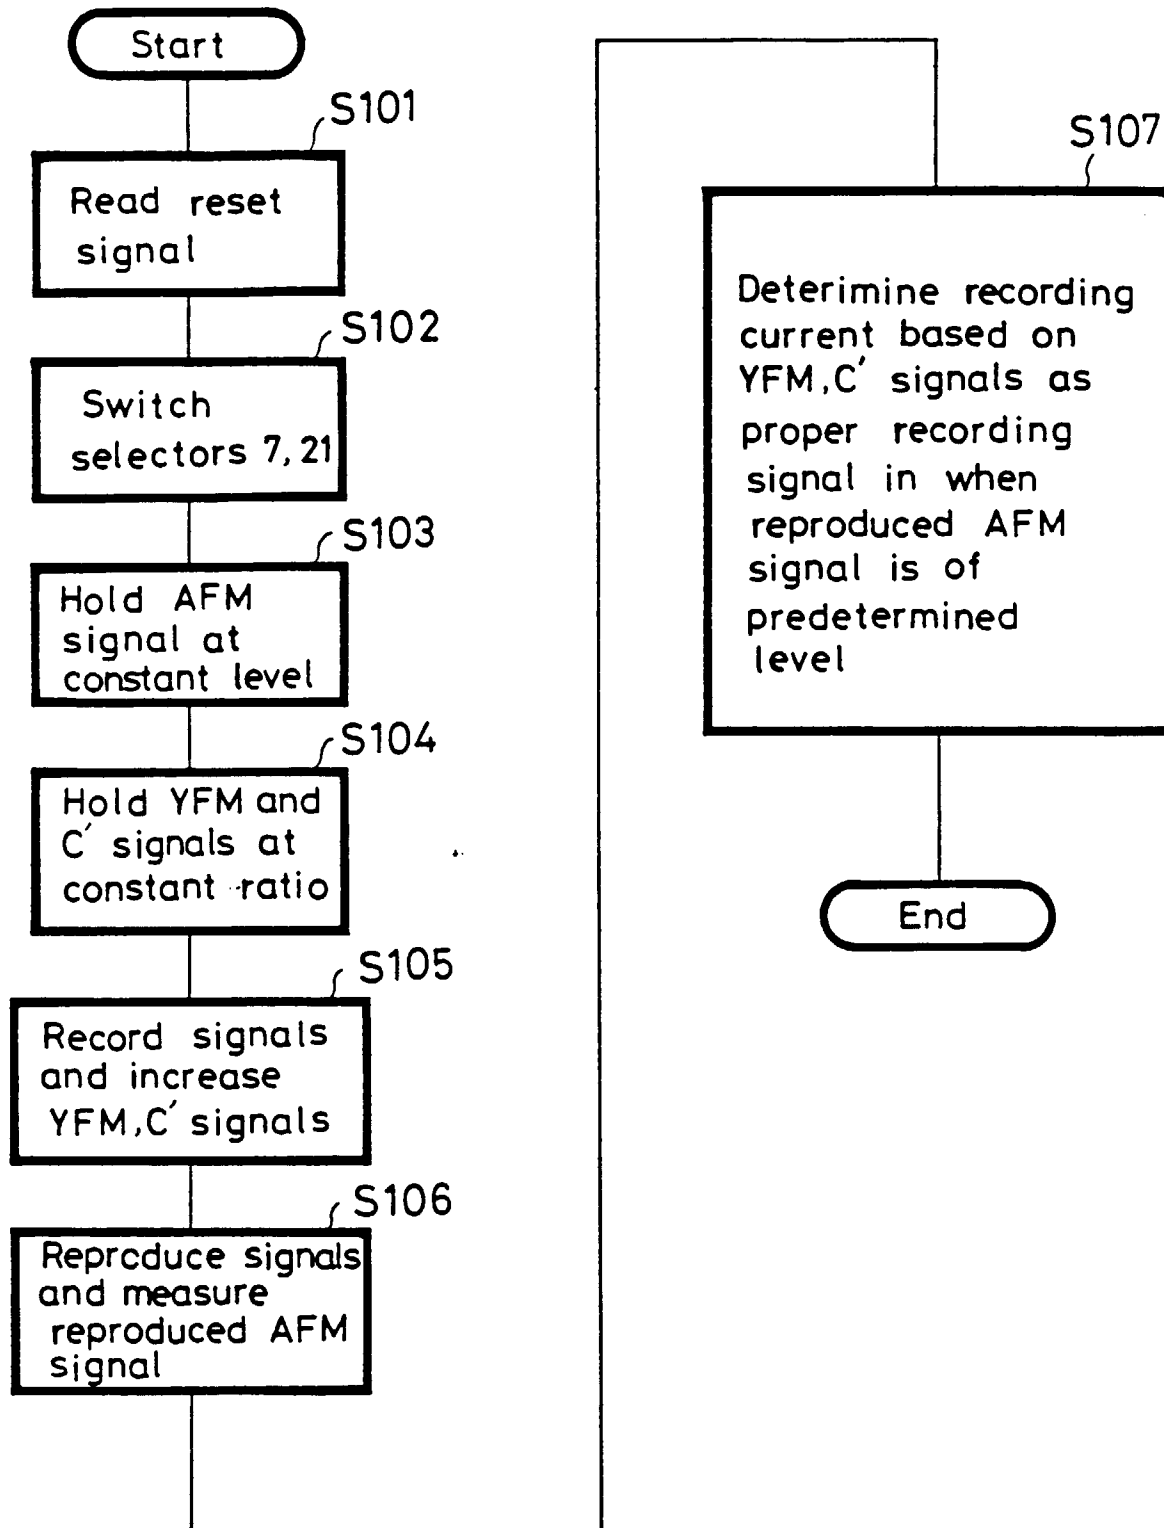 Start
S101
Read reset
signal
S102
Switch
selectors 7, 21
S103
Hold AFM
signal at
constant level
S104
Hold YFM and
C' signals at
constant ratio
S105
Record signals
and increase
YFM, C' signals
S106
Reproduce signals
and measure
reproduced AFM
signal
S107
Deterimine recording
current based on
YFM, C' signals as
proper recording
signal in when
reproduced AFM
signal is of
predetermined
level
End